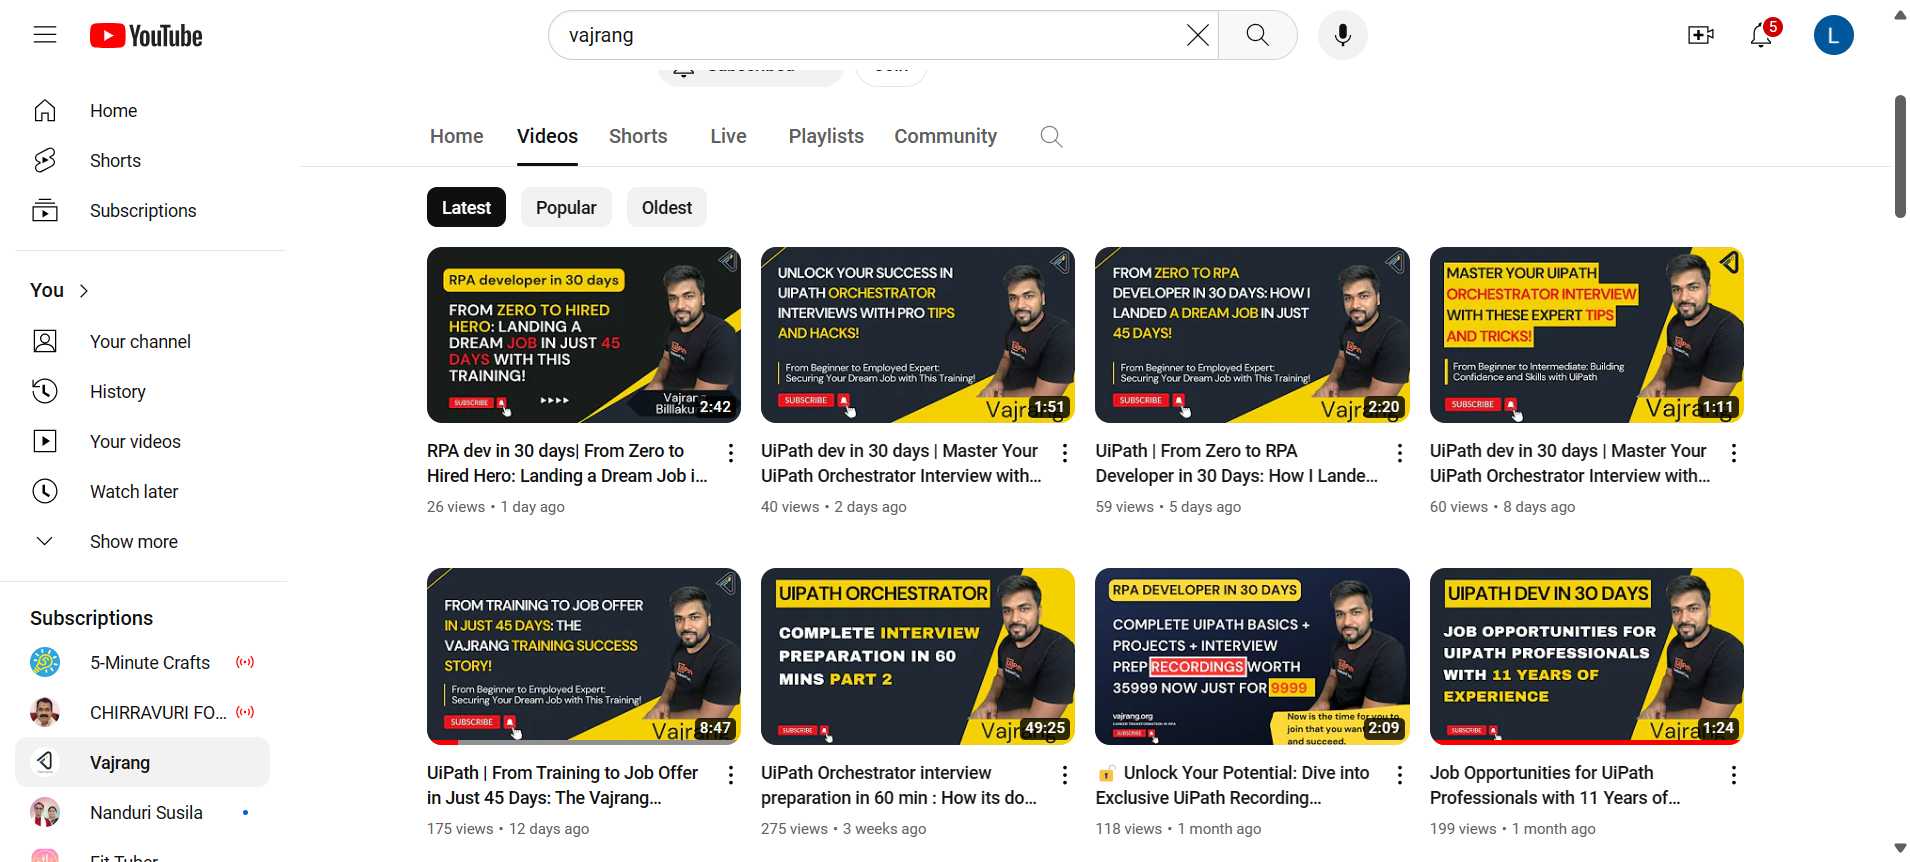 YouTube
vajrang
5
L
Home
Shorts
Subscriptions
You
Your channel
History
Your videos
Watch later
Show more
Subscriptions
5-Minute Crafts
CHIRRAVURI FO...
Vajrang
Nanduri Susila
Fit Tuber
Subscribed
Join
Home Videos Shorts Live Playlists Community
Latest Popular Oldest
RPA developer in 30 days
FROM ZERO TO HIRED
HERO: LANDING A
DREAM JOB IN JUST 45
DAYS WITH THIS
TRAINING!
SUBSCRIBE
Vajrang
2:42
RPA dev in 30 days| From Zero to
Hired Hero: Landing a Dream Job i...
26 views • 1 day ago
UNLOCK YOUR SUCCESS IN
UIPATH ORCHESTRATOR
INTERVIEWS WITH PRO TIPS
AND HACKS!
From Beginner to Employed Expert:
Securing Your Dream Job with This Training!
SUBSCRIBE
1:51
UiPath dev in 30 days | Master Your
UiPath Orchestrator Interview with...
40 views • 2 days ago
FROM ZERO TO RPA
DEVELOPER IN 30 DAYS: HOW I
LANDED A DREAM JOB IN JUST
45 DAYS!
From Beginner to Employed Expert:
Securing Your Dream Job with This Training!
SUBSCRIBE
2:20
UiPath | From Zero to RPA
Developer in 30 Days: How I Lande...
59 views • 5 days ago
MASTER YOUR UIPATH
ORCHESTRATOR INTERVIEW
WITH THESE EXPERT TIPS
AND TRICKS!
From Beginner to Intermediate: Building
Confidence and Skills with UiPath
SUBSCRIBE
1:11
UiPath dev in 30 days | Master Your
UiPath Orchestrator Interview with...
60 views • 8 days ago
FROM TRAINING TO JOB OFFER
IN JUST 45 DAYS: THE
VAJRANG TRAINING SUCCESS
STORY!
From Beginner to Employed Expert:
Securing Your Dream Job with This Training!
SUBSCRIBE
8:47
UiPath | From Training to Job Offer
in Just 45 Days: The Vajrang...
175 views • 12 days ago
UIPATH ORCHESTRATOR
COMPLETE INTERVIEW
PREPARATION IN 60
MINS PART 2
SUBSCRIBE
49:25
UiPath Orchestrator interview
preparation in 60 min : How its do...
275 views • 3 weeks ago
RPA DEVELOPER IN 30 DAYS
COMPLETE UIPATH BASICS +
PROJECTS + INTERVIEW
PREP RECORDINGS WORTH
35999 NOW JUST FOR 9999
vajrang.org
SUBSCRIBE
Now is the time for you to
join that you want
and succeed.
2:09
Unlock Your Potential: Dive into
Exclusive UiPath Recording...
118 views • 1 month ago
UIPATH DEV IN 30 DAYS
JOB OPPORTUNITIES FOR
UIPATH PROFESSIONALS
WITH 11 YEARS OF
EXPERIENCE
SUBSCRIBE
1:24
Job Opportunities for UiPath
Professionals with 11 Years of...
199 views • 1 month ago